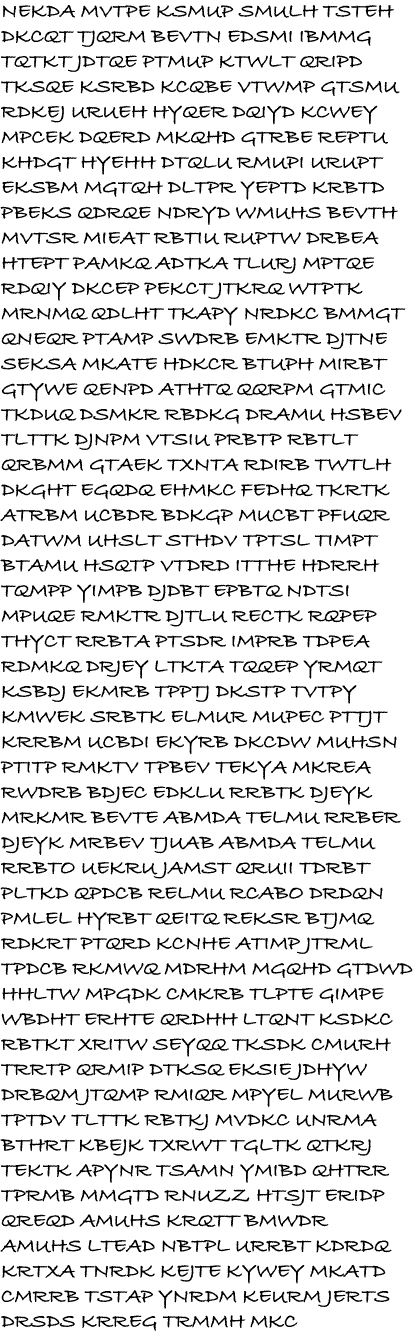 NEKDA MVTPE KSMUP SMULH TSTEH
DKCQT TJQRM BEVTN EDSMI IBMMG
TQTKT JDTQE PTMUP KTWLT QRIPD
TKSQE KSRBD KCQBE VTWMP GTSMU
RDKEJ URUEH HYQER DQIYD KCWEY
MPCEK DQERD MKQHD GTRBE REPTU
KHDGT HYEHH DTQLU RMUPI URUPT
EKSBM MGTQH DLTPR YEPTD KRBTD
PBEKS QDRQE NDRYD WMUHS BEVTH
MVTSR MIEAT RBTIU RUPTW DRBEA
HTEPT PAMKQ ADTKA TLURJ MPTQE
RDQIY DKCEP PEKCT JTKRQ WTPTK
MRNMQ QDLHT TKAPY NRDKC BMMGT
QNEQR PTAMP SWDRB EMKTR DJTNE
SEKSA MKATE HDKCR BTUPH MIRBT
GTYWE QENPD ATHTQ QQRPM GTMIC
TKDUQ DSMKR RBDKG DRAMU HSBEV
TLTTK DJNPM VTSIU PRBTP RBTLT
QRBMM GTAEK TXNTA RDIRB TWTLH
DKGHT EGQDQ EHMKC FEDHQ TKRTK
ATRBM UCBDR BDKGP MUCBT PFUQR
DATWM UHSLT STHDV TPTSL TIMPT
BTAMU HSQTP VTDRD ITTHE HDRRH
TQMPP YIMPB DJDBT EPBTQ NDTSI
MPUQE RMKTR DJTLU RECTK RQPEP
THYCT RRBTA PTSDR IMPRB TDPEA
RDMKQ DRJEY LTKTA TQQEP YRMQT
KSBDJ EKMRB TPPTJ DKSTP TVTPY
KMWEK SRBTK ELMUR MUPEC PTTJT
KRRBM UCBDI EKYRB DKCDW MUHSN
PTITP RMKTV TPBEV TEKYA MKREA
RWDRB BDJEC EDKLU RRBTK DJEYK
MRKMR BEVTE ABMDA TELMU RRBER
DJEYK MRBEV TJUAB ABMDA TELMU
RRBTO UEKRU JAMST QRUII TDRBT
PLTKD QPDCB RELMU RCABO DRDQN
PMLEL HYRBT QEITQ REKSR BTJMQ
RDKRT PTQRD KCNHE ATIMP JTRML
TPDCB RKMWQ MDRHM MGQHD GTDWD
HHLTW MPGDK CMKRB TLPTE GIMPE
WBDHT ERHTE QRDHH LTQNT KSDKC
RBTKT XRITW SEYQQ TKSDK CMURH
TRRTP QRMIP DTKSQ EKSIE JDHYW
DRBQM JTQMP RMIQR MPYEL MURWB
TPTDV TLTTK RBTKJ MVDKC UNRMA
BTHRT KBEJK TXRWT TGLTK QTKRJ
TEKTK APYNR TSAMN YMIBD QHTRR
TPRMB MMGTD RNUZZ HTSJT ERIDP
QREQD AMUHS KRQTT BMWDR
AMUHS LTEAD NBTPL URRBT KDRDQ
KRTXA TNRDK KEJTE KYWEY MKATD
CMRRB TSTAP YNRDM KEURM JERTS
DRSDS KRREG TRMMH MKC